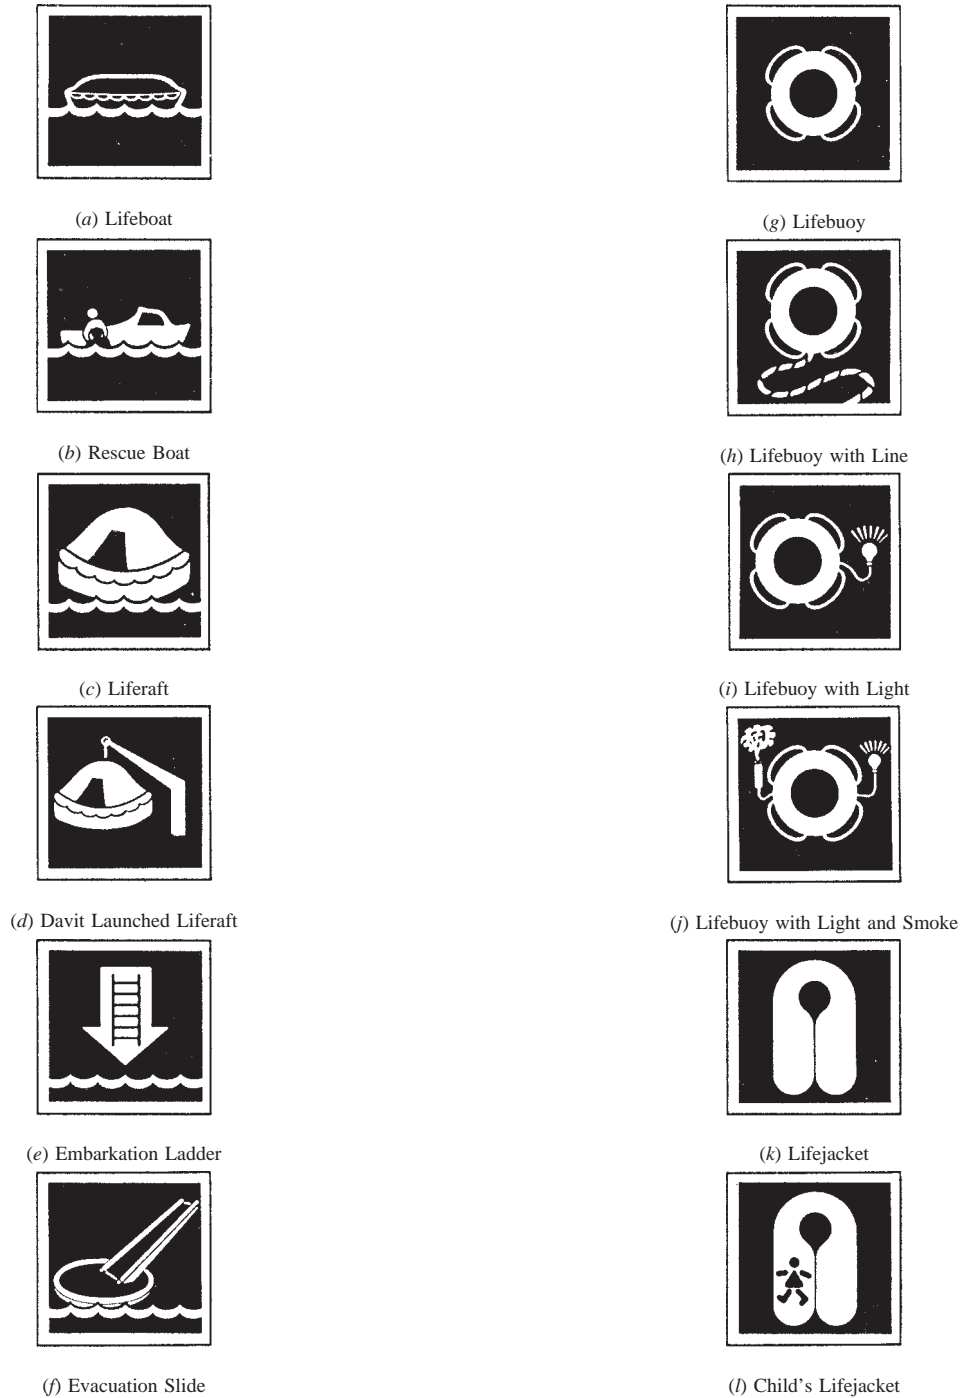 (a) Lifeboat
(b) Rescue Boat
(c) Liferaft
(d) Davit Launched Liferaft
(e) Embarkation Ladder
(f) Evacuation Slide
(g) Lifebuoy
(h) Lifebuoy with Line
(i) Lifebuoy with Light
(j) Lifebuoy with Light and Smoke
(k) Lifejacket
(l) Child's Lifejacket